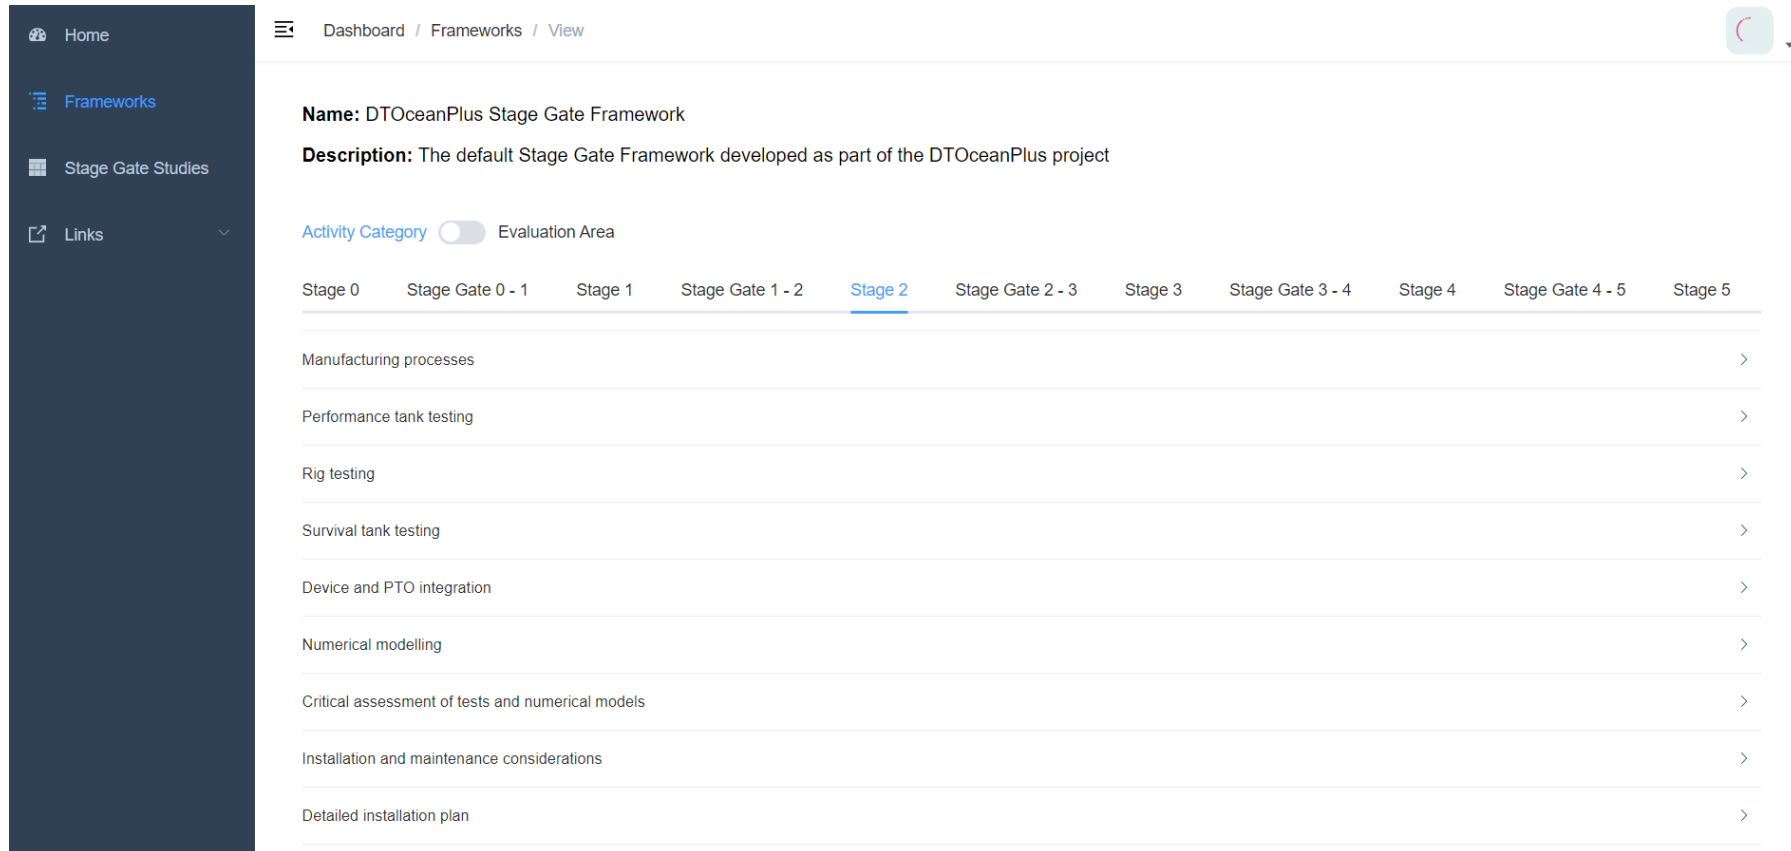 Home
Frameworks
Stage Gate Studies
Links
Dashboard / Frameworks / View
Name: DTOceanPlus Stage Gate Framework
Description: The default Stage Gate Framework developed as part of the DTOceanPlus project
Activity Category Evaluation Area
Stage 0 Stage Gate 0 - 1 Stage 1 Stage Gate 1 - 2 Stage 2 Stage Gate 2 - 3 Stage 3 Stage Gate 3 - 4 Stage 4 Stage Gate 4 - 5 Stage 5
Manufacturing processes
Performance tank testing
Rig testing
Survival tank testing
Device and PTO integration
Numerical modelling
Critical assessment of tests and numerical models
Installation and maintenance considerations
Detailed installation plan